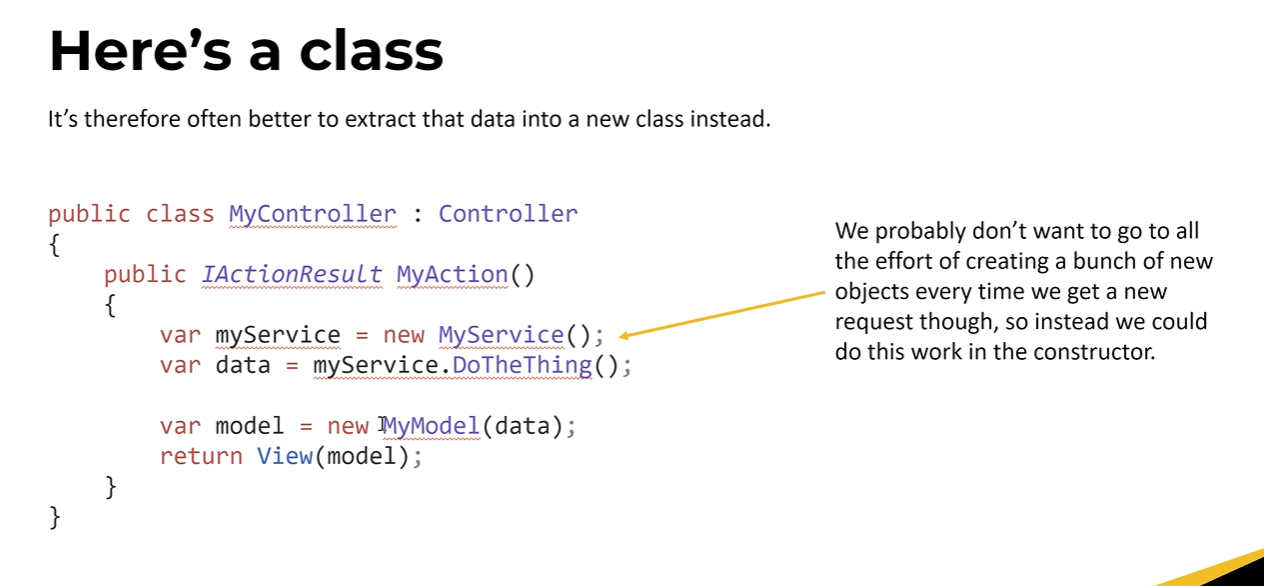 Here’s a class
It’s therefore often better to extract that data into a new class instead.
public class MyController : Controller
{
    public IActionResult MyAction()
    {
        var myService = new MyService();
        var data = myService.DoTheThing();
        var model = new MyModel(data);
        return View(model);
    }
}
We probably don’t want to go to all
the effort of creating a bunch of new
objects every time we get a new
request though, so instead we could
do this work in the constructor.